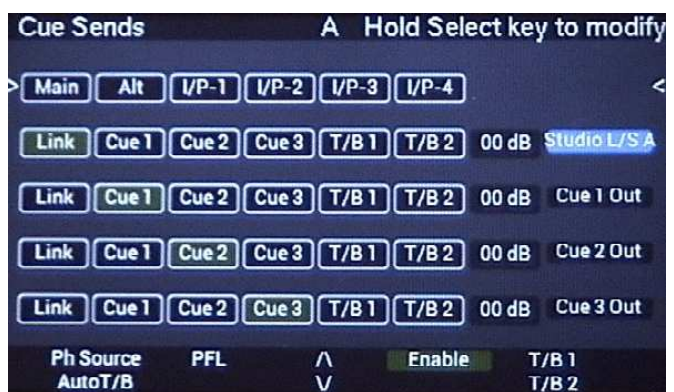 Cue Sends A Hold Select key to modify
> Main Alt I/P-1 I/P-2 I/P-3 I/P-4 <
Link Cue 1 Cue 2 Cue 3 T/B 1 T/B 2 00 dB Studio L/S A
Link Cue 1 Cue 2 Cue 3 T/B 1 T/B 2 00 dB Cue 1 Out
Link Cue 1 Cue 2 Cue 3 T/B 1 T/B 2 00 dB Cue 2 Out
Link Cue 1 Cue 2 Cue 3 T/B 1 T/B 2 00 dB Cue 3 Out
Ph Source PFL /\ Enable T/B 1
AutoT/B V T/B 2